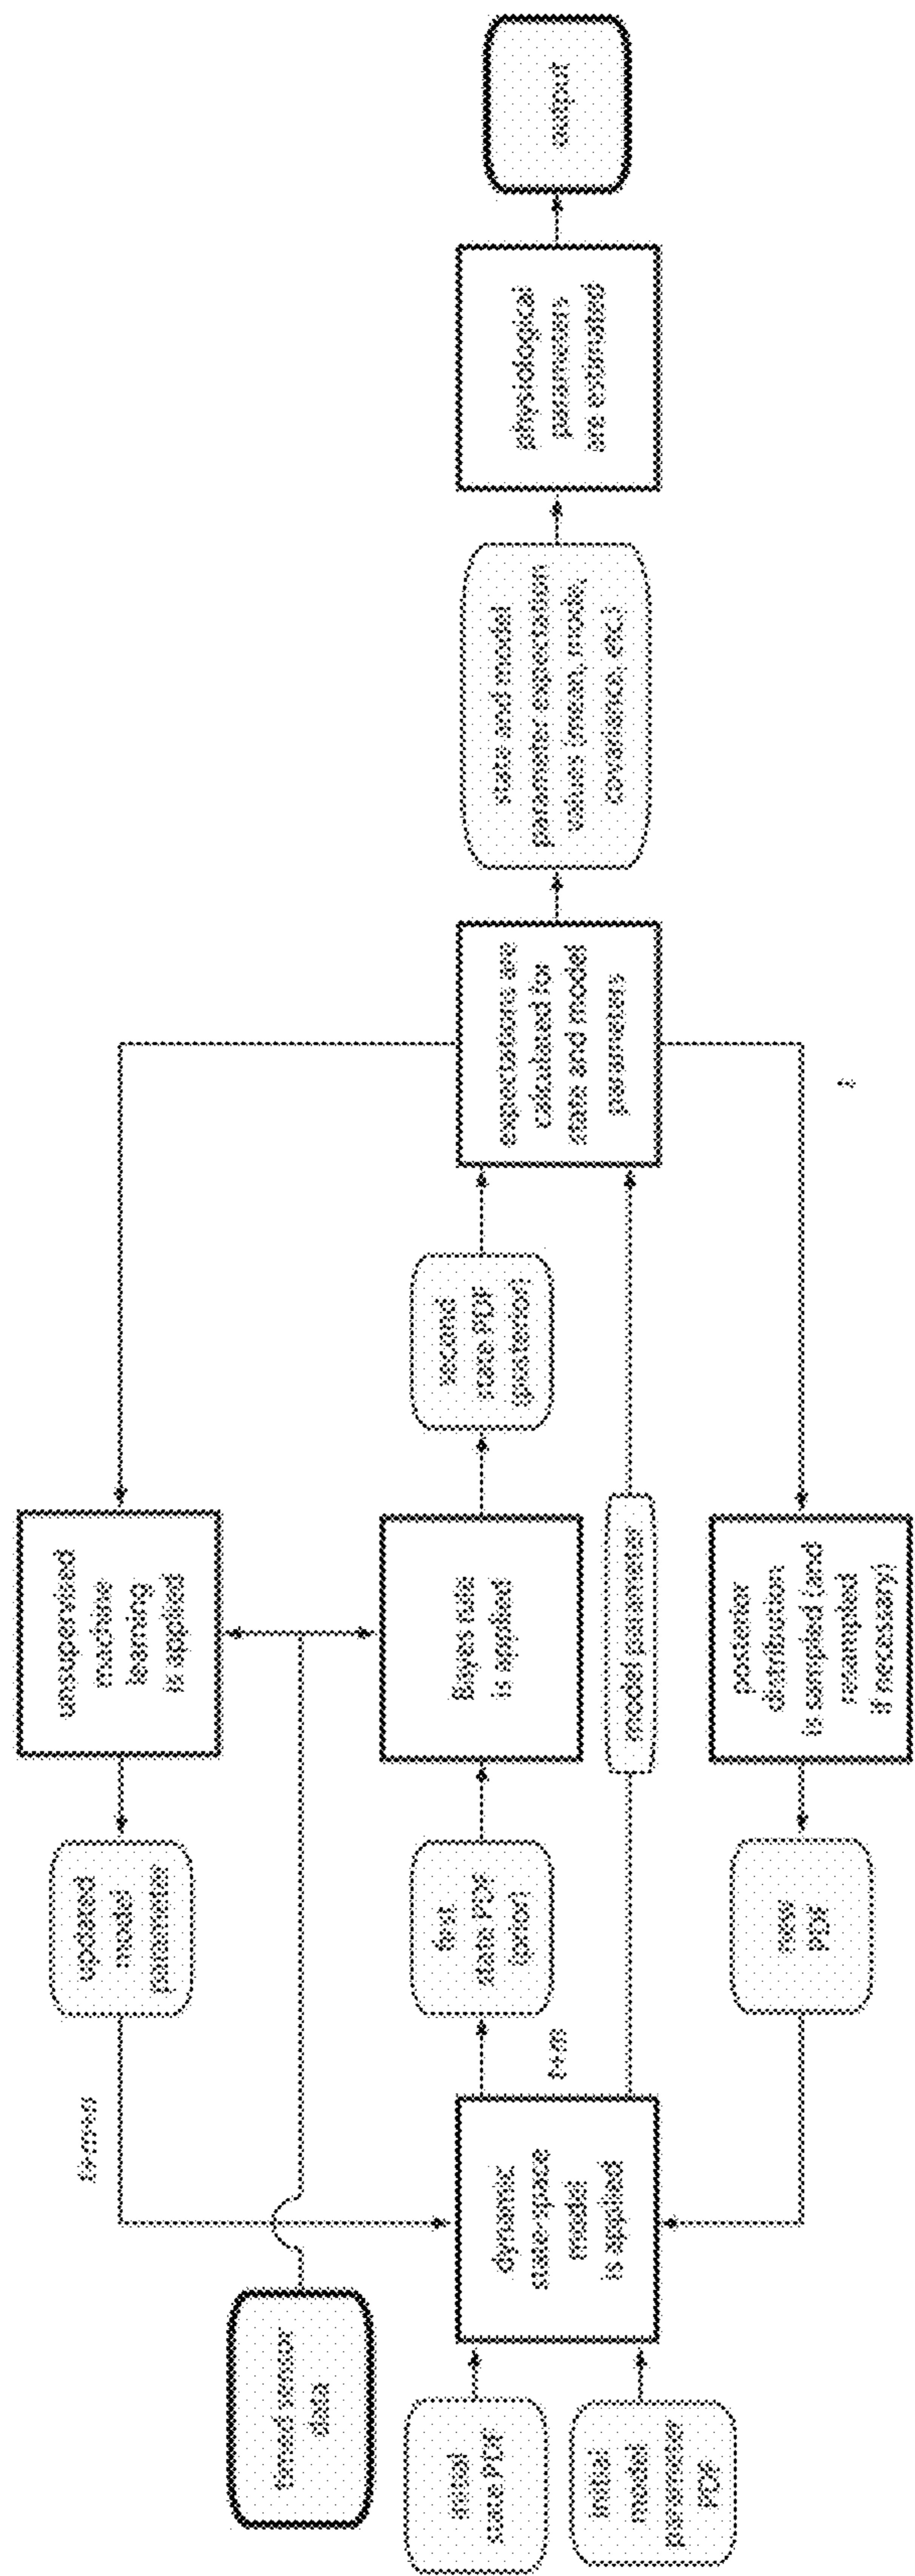 initial
state PDF
initial
model
parameter
PDF
sensor
data
dynamic
state-space
model
is applied
updated
model
parameters
first
state PDF
(prior)
new
PDF
unsupervised
machine
learning
is applied
Bayes rule
is applied
model parameter
posterior
distribution
is sampled (and
resampled
if necessary)
second
state PDF
(posterior)
expectations are
calculated for
state and model
parameters
state and model
parameter expectation
values (mean, mode,
covariance, etc.)
physiological
parameters
are estimated
output